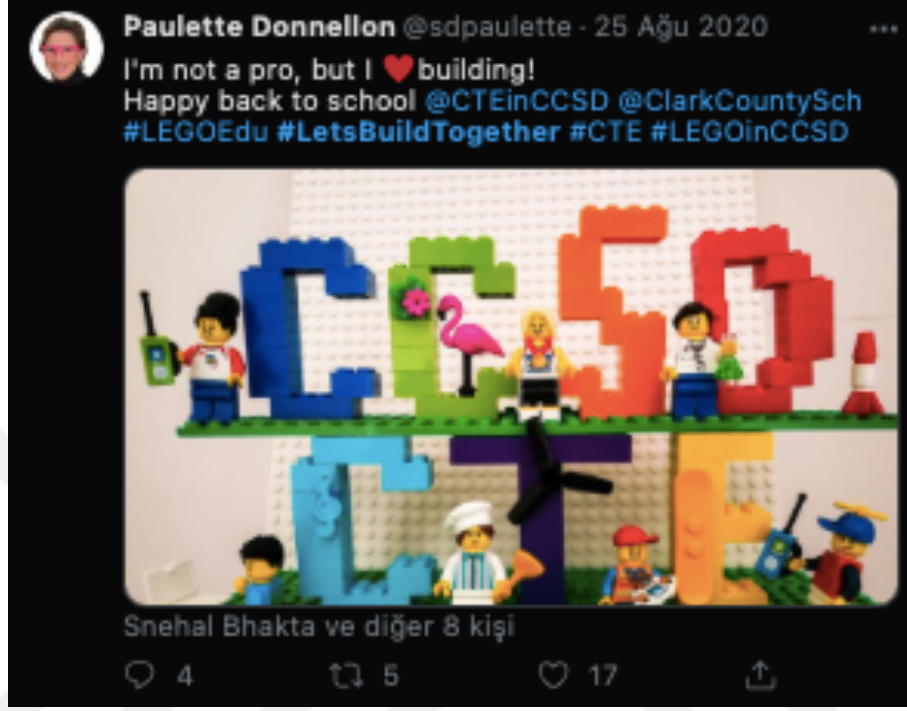 Paulette Donnellon @sdpaulette · 25 Ağu 2020
I'm not a pro, but I ❤️building!
Happy back to school @CTEinCCSD @ClarkCountySch
#LEGOEdu #LetsBuildTogether #CTE #LEGOinCCSD
CCSD
CTE
Snehal Bhakta ve diğer 8 kişi
4 5 17